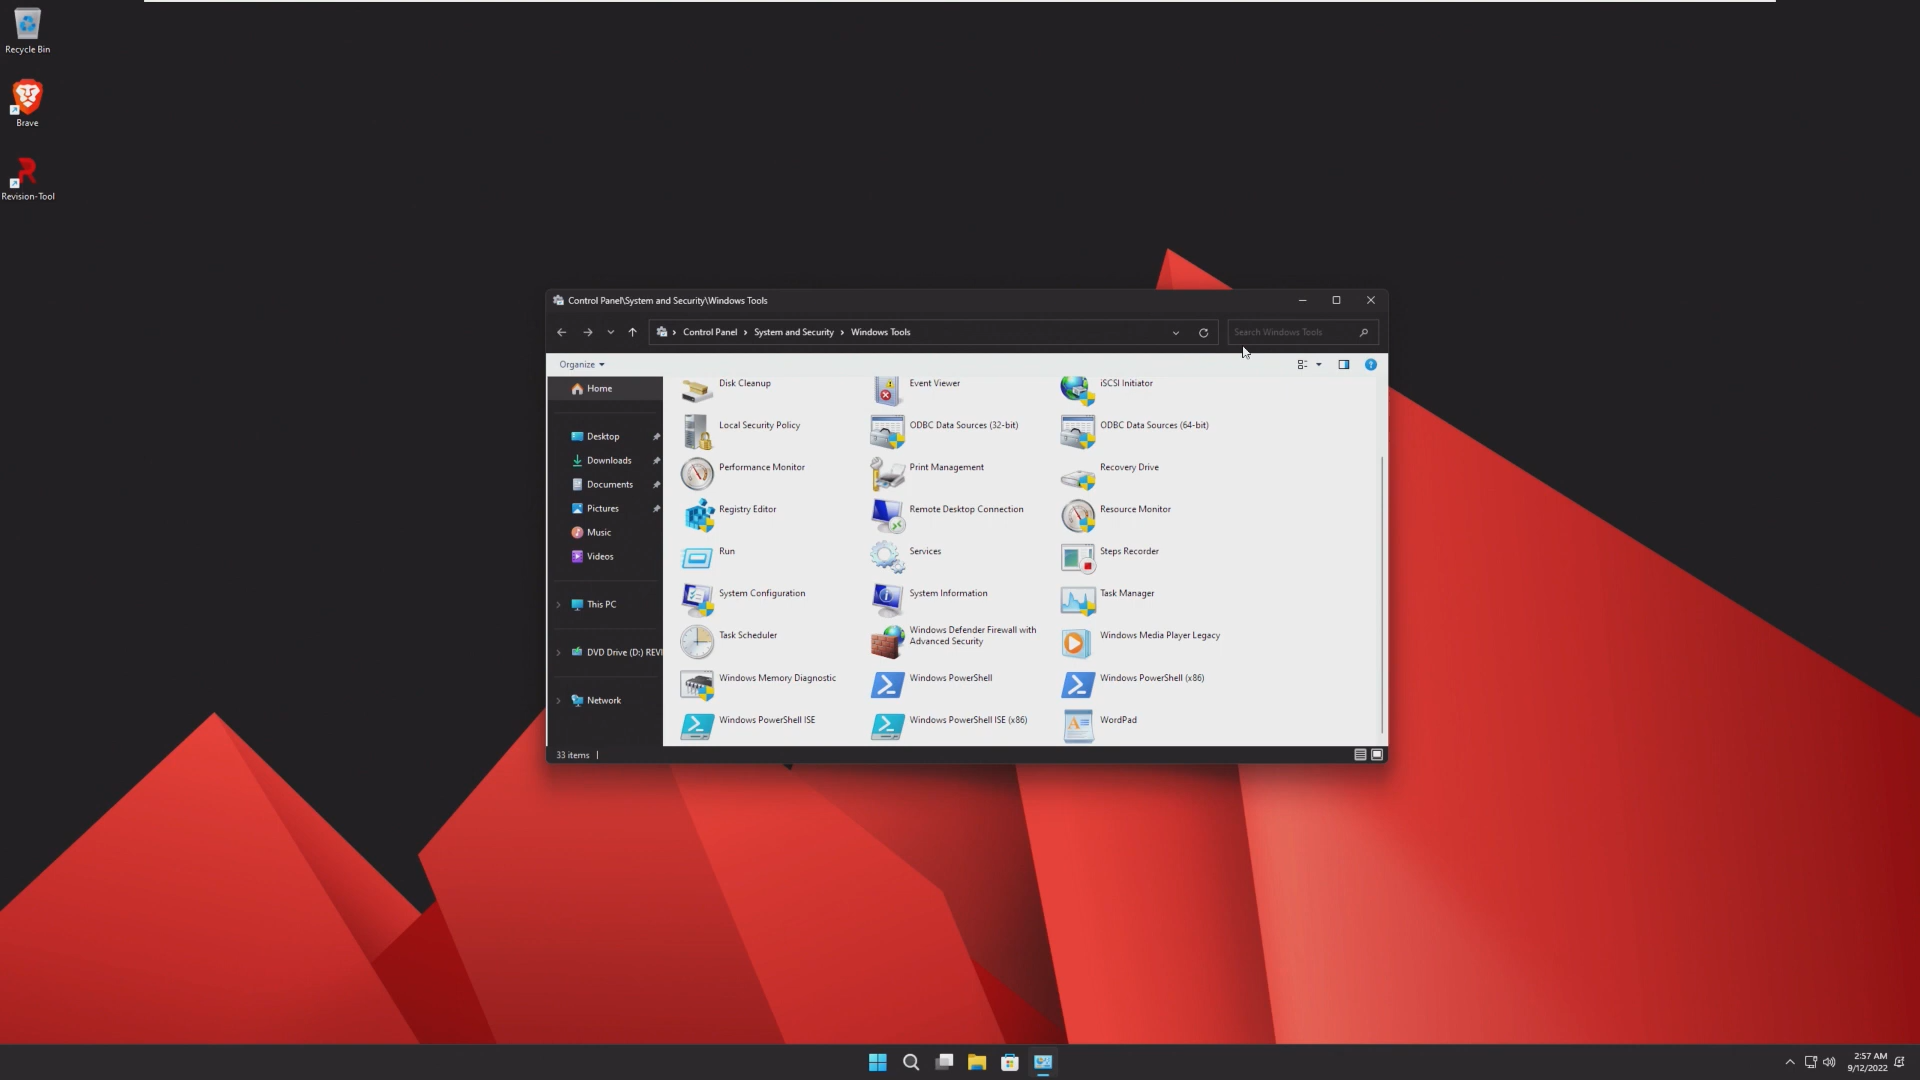 Recycle Bin
Brave
Revision-Tool
Control Panel\System and Security\Windows Tools
Control Panel › System and Security › Windows Tools
Search Windows Tools
Organize
Home
Desktop
Downloads
Documents
Pictures
Music
Videos
This PC
DVD Drive (D:) REVI
Network
Disk Cleanup
Event Viewer
iSCSI Initiator
Local Security Policy
ODBC Data Sources (32-bit)
ODBC Data Sources (64-bit)
Performance Monitor
Print Management
Recovery Drive
Registry Editor
Remote Desktop Connection
Resource Monitor
Run
Services
Steps Recorder
System Configuration
System Information
Task Manager
Task Scheduler
Windows Defender Firewall with
Advanced Security
Windows Media Player Legacy
Windows Memory Diagnostic
Windows PowerShell
Windows PowerShell (x86)
Windows PowerShell ISE
Windows PowerShell ISE (x86)
WordPad
33 items
2:57 AM
9/12/2022